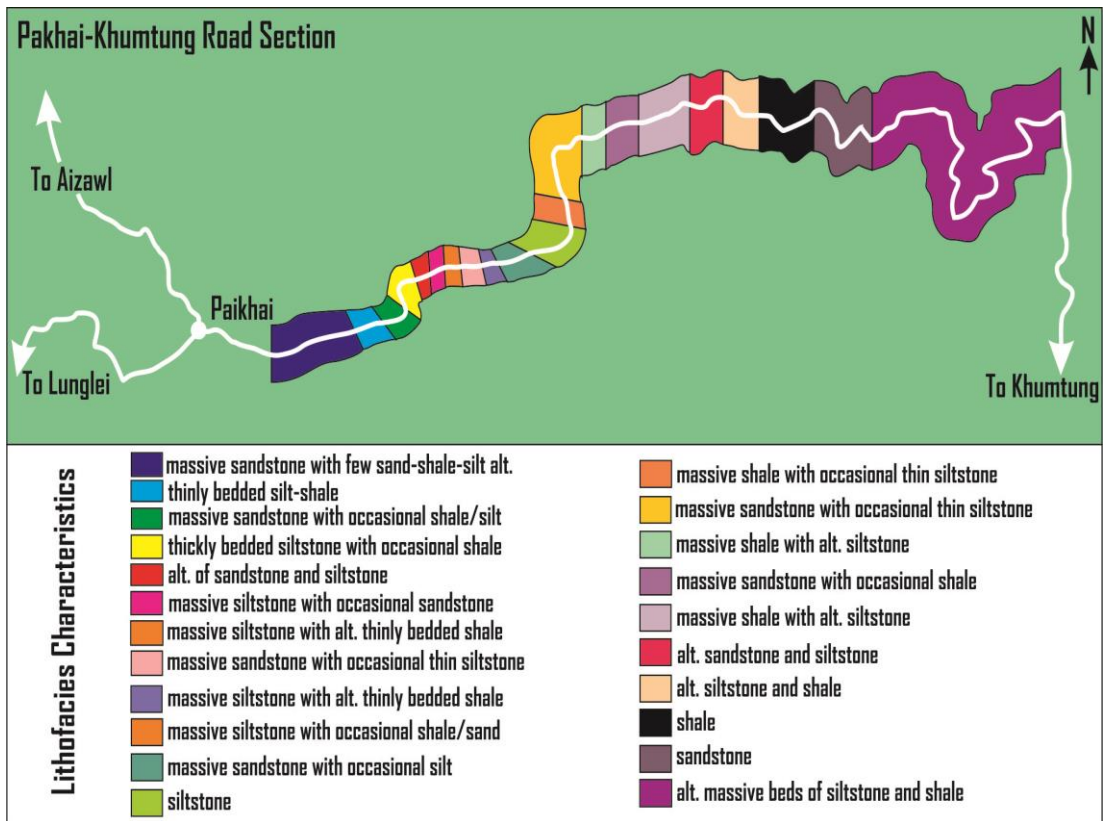 Pakhai-Khumtung Road Section
N
To Aizawl
Paikhai
To Lunglei
To Khumtung
Lithofacies Characteristics
massive sandstone with few sand-shale-silt alt.
thinly bedded silt-shale
massive sandstone with occasional shale/silt
thickly bedded siltstone with occasional shale
alt. of sandstone and siltstone
massive siltstone with occasional sandstone
massive siltstone with alt. thinly bedded shale
massive sandstone with occasional thin siltstone
massive siltstone with alt. thinly bedded shale
massive siltstone with occasional shale/sand
massive sandstone with occasional silt
siltstone
massive shale with occasional thin siltstone
massive sandstone with occasional thin siltstone
massive shale with alt. siltstone
massive sandstone with occasional shale
massive shale with alt. siltstone
alt. sandstone and siltstone
alt. siltstone and shale
shale
sandstone
alt. massive beds of siltstone and shale